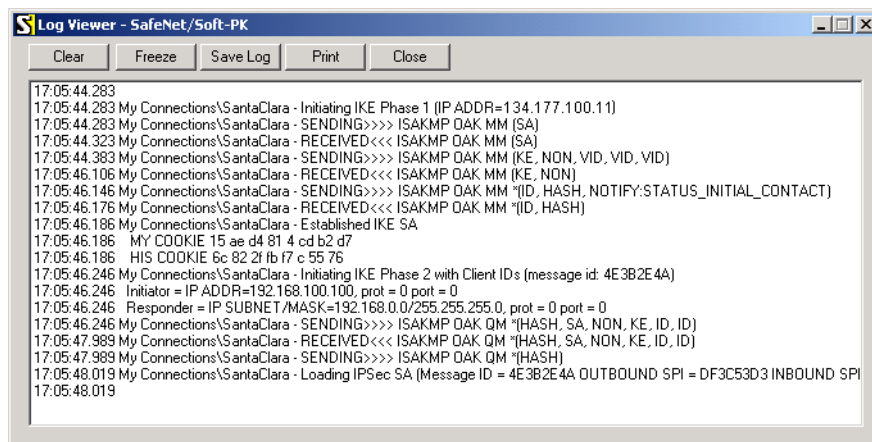 Log Viewer - SafeNet/Soft-PK
Clear Freeze Save Log Print Close
17:05:44.283
17:05:44.283 My Connections\SantaClara - Initiating IKE Phase 1 (IP ADDR=134.177.100.11)
17:05:44.283 My Connections\SantaClara - SENDING>>>> ISAKMP OAK MM (SA)
17:05:44.323 My Connections\SantaClara - RECEIVED<<< ISAKMP OAK MM (SA)
17:05:44.383 My Connections\SantaClara - SENDING>>>> ISAKMP OAK MM (KE, NON, VID, VID, VID)
17:05:46.106 My Connections\SantaClara - RECEIVED<<< ISAKMP OAK MM (KE, NON)
17:05:46.146 My Connections\SantaClara - SENDING>>>> ISAKMP OAK MM *(ID, HASH, NOTIFY:STATUS_INITIAL_CONTACT)
17:05:46.176 My Connections\SantaClara - RECEIVED<<< ISAKMP OAK MM *(ID, HASH)
17:05:46.186 My Connections\SantaClara - Established IKE SA
17:05:46.186 MY COOKIE 15 ae d4 81 4 cd b2 d7
17:05:46.186 HIS COOKIE 6c 82 2f fb f7 c 55 76
17:05:46.246 My Connections\SantaClara - Initiating IKE Phase 2 with Client IDs (message id: 4E3B2E4A)
17:05:46.246 Initiator = IP ADDR=192.168.100.100, prot = 0 port = 0
17:05:46.246 Responder = IP SUBNET/MASK=192.168.0.0/255.255.255.0, prot = 0 port = 0
17:05:46.246 My Connections\SantaClara - SENDING>>>> ISAKMP OAK QM *(HASH, SA, NON, KE, ID, ID)
17:05:47.989 My Connections\SantaClara - RECEIVED<<< ISAKMP OAK QM *(HASH, SA, NON, KE, ID, ID)
17:05:47.989 My Connections\SantaClara - SENDING>>>> ISAKMP OAK QM *(HASH)
17:05:48.019 My Connections\SantaClara - Loading IPSec SA (Message ID = 4E3B2E4A OUTBOUND SPI = DF3C53D3 INBOUND SPI
17:05:48.019